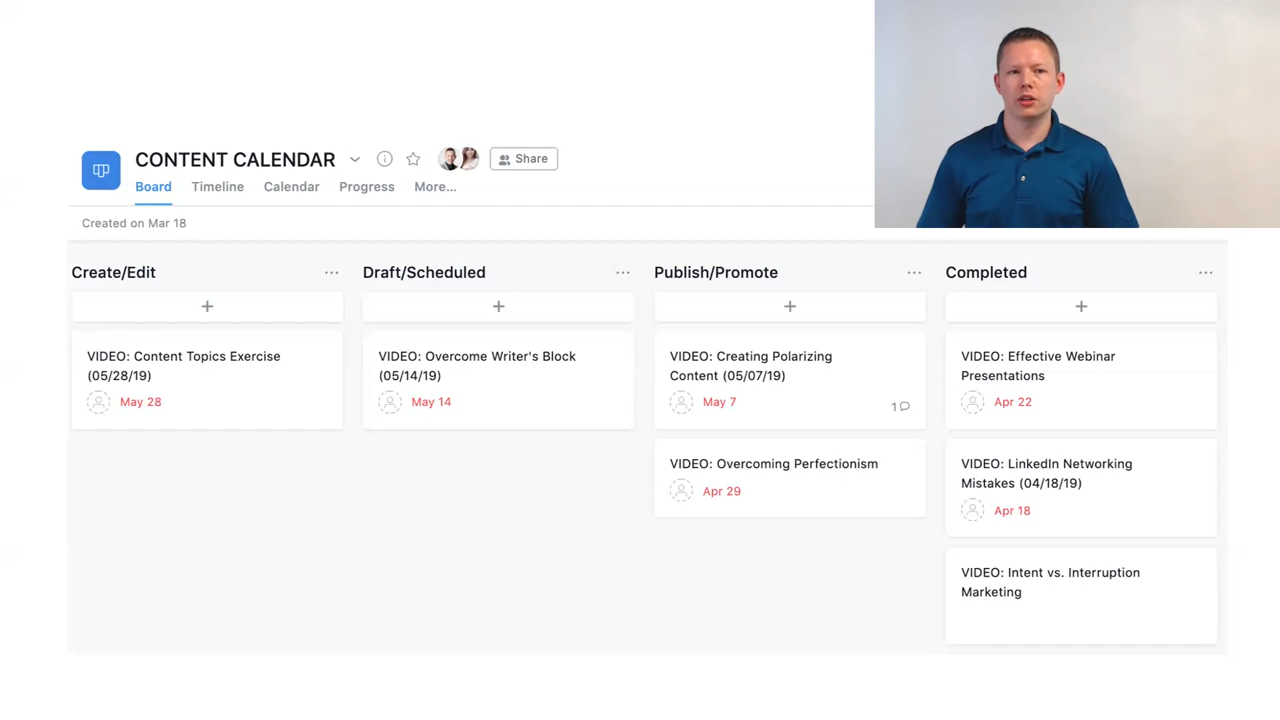 CONTENT CALENDAR
Share
Board Timeline Calendar Progress More...
Created on Mar 18
Create/Edit
VIDEO: Content Topics Exercise
(05/28/19)
May 28
Draft/Scheduled
VIDEO: Overcome Writer's Block
(05/14/19)
May 14
Publish/Promote
VIDEO: Creating Polarizing
Content (05/07/19)
May 7
1
VIDEO: Overcoming Perfectionism
Apr 29
Completed
VIDEO: Effective Webinar
Presentations
Apr 22
VIDEO: LinkedIn Networking
Mistakes (04/18/19)
Apr 18
VIDEO: Intent vs. Interruption
Marketing